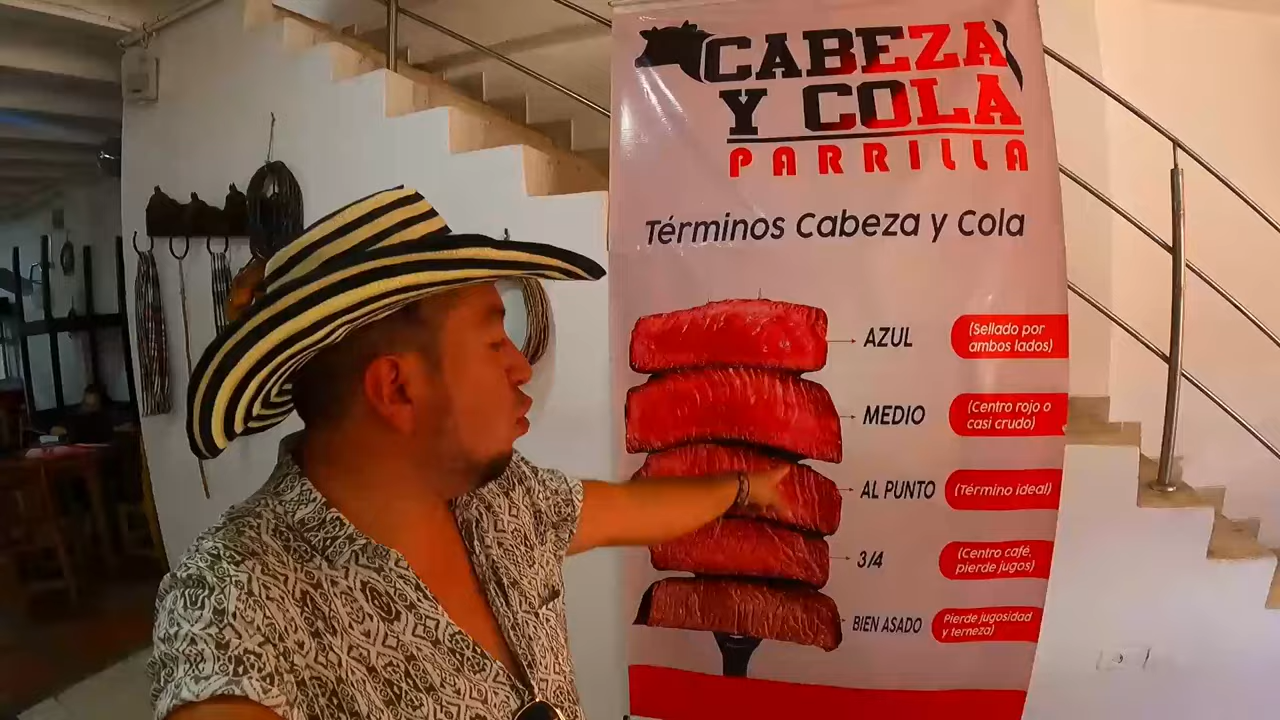 CABEZA
Y COLA
PARRILLA
Términos Cabeza y Cola
AZUL
(Sellado por
ambos lados)
MEDIO
(Centro rojo o
casi crudo)
AL PUNTO
(Término ideal)
3/4
(Centro café,
pierde jugos)
BIEN ASADO
Pierde jugosidad
y terneza)